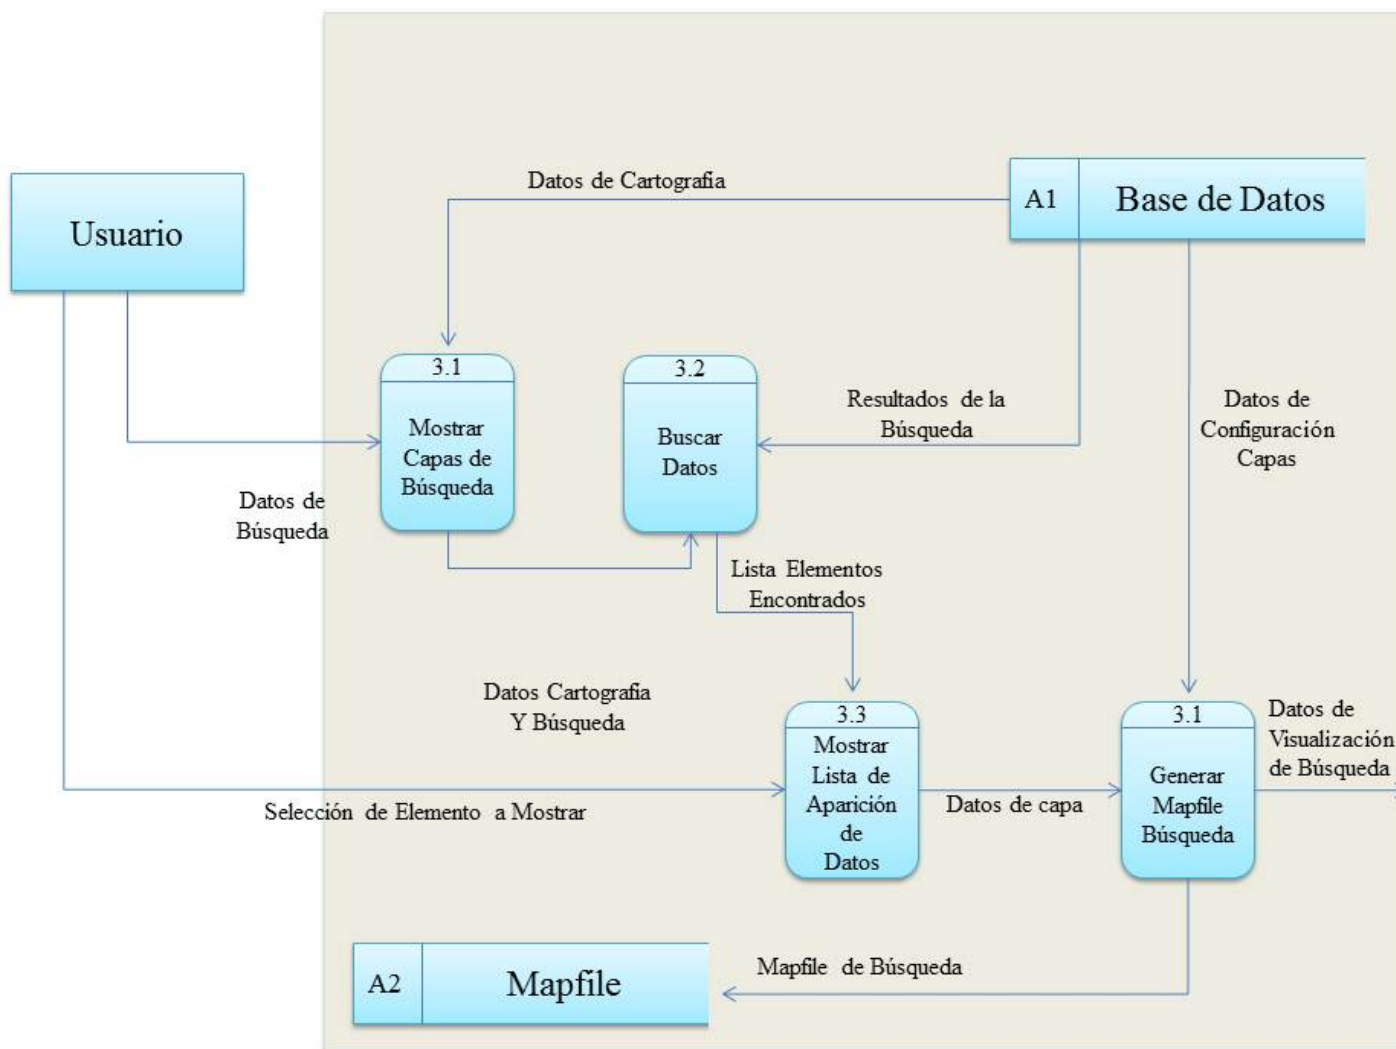 Datos de Cartografía
A1
Base de Datos
Usuario
3.1
Mostrar
Capas de
Búsqueda
3.2
Buscar
Datos
Resultados de la
Búsqueda
Datos de
Configuración
Capas
Datos de
Búsqueda
Lista Elementos
Encontrados
Datos Cartografía
Y Búsqueda
3.3
Mostrar
Lista de
Aparición
de
Datos
3.1
Generar
Mapfile
Búsqueda
Datos de
Visualización
de Búsqueda
Selección de Elemento a Mostrar
Datos de capa
A2
Mapfile
Mapfile de Búsqueda